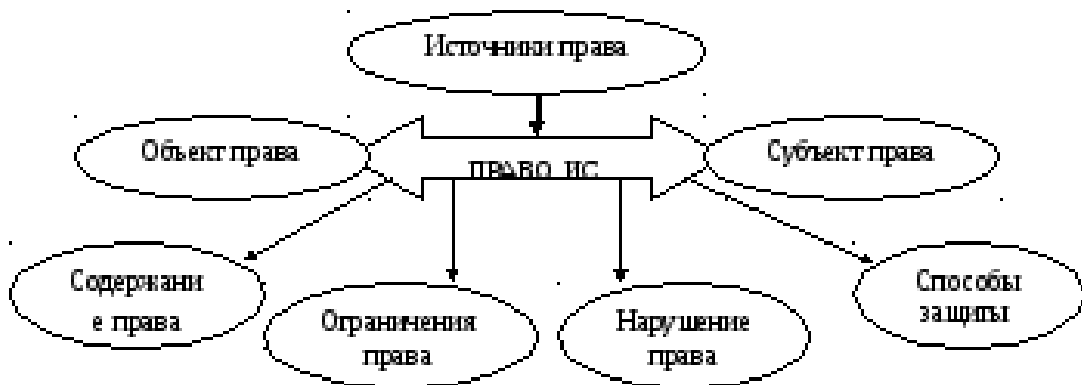 Источники права
Объект права
ПРАВО ИС
Субъект права
Содержани
е права
Ограничения
права
Нарушение
права
Способы
защиты